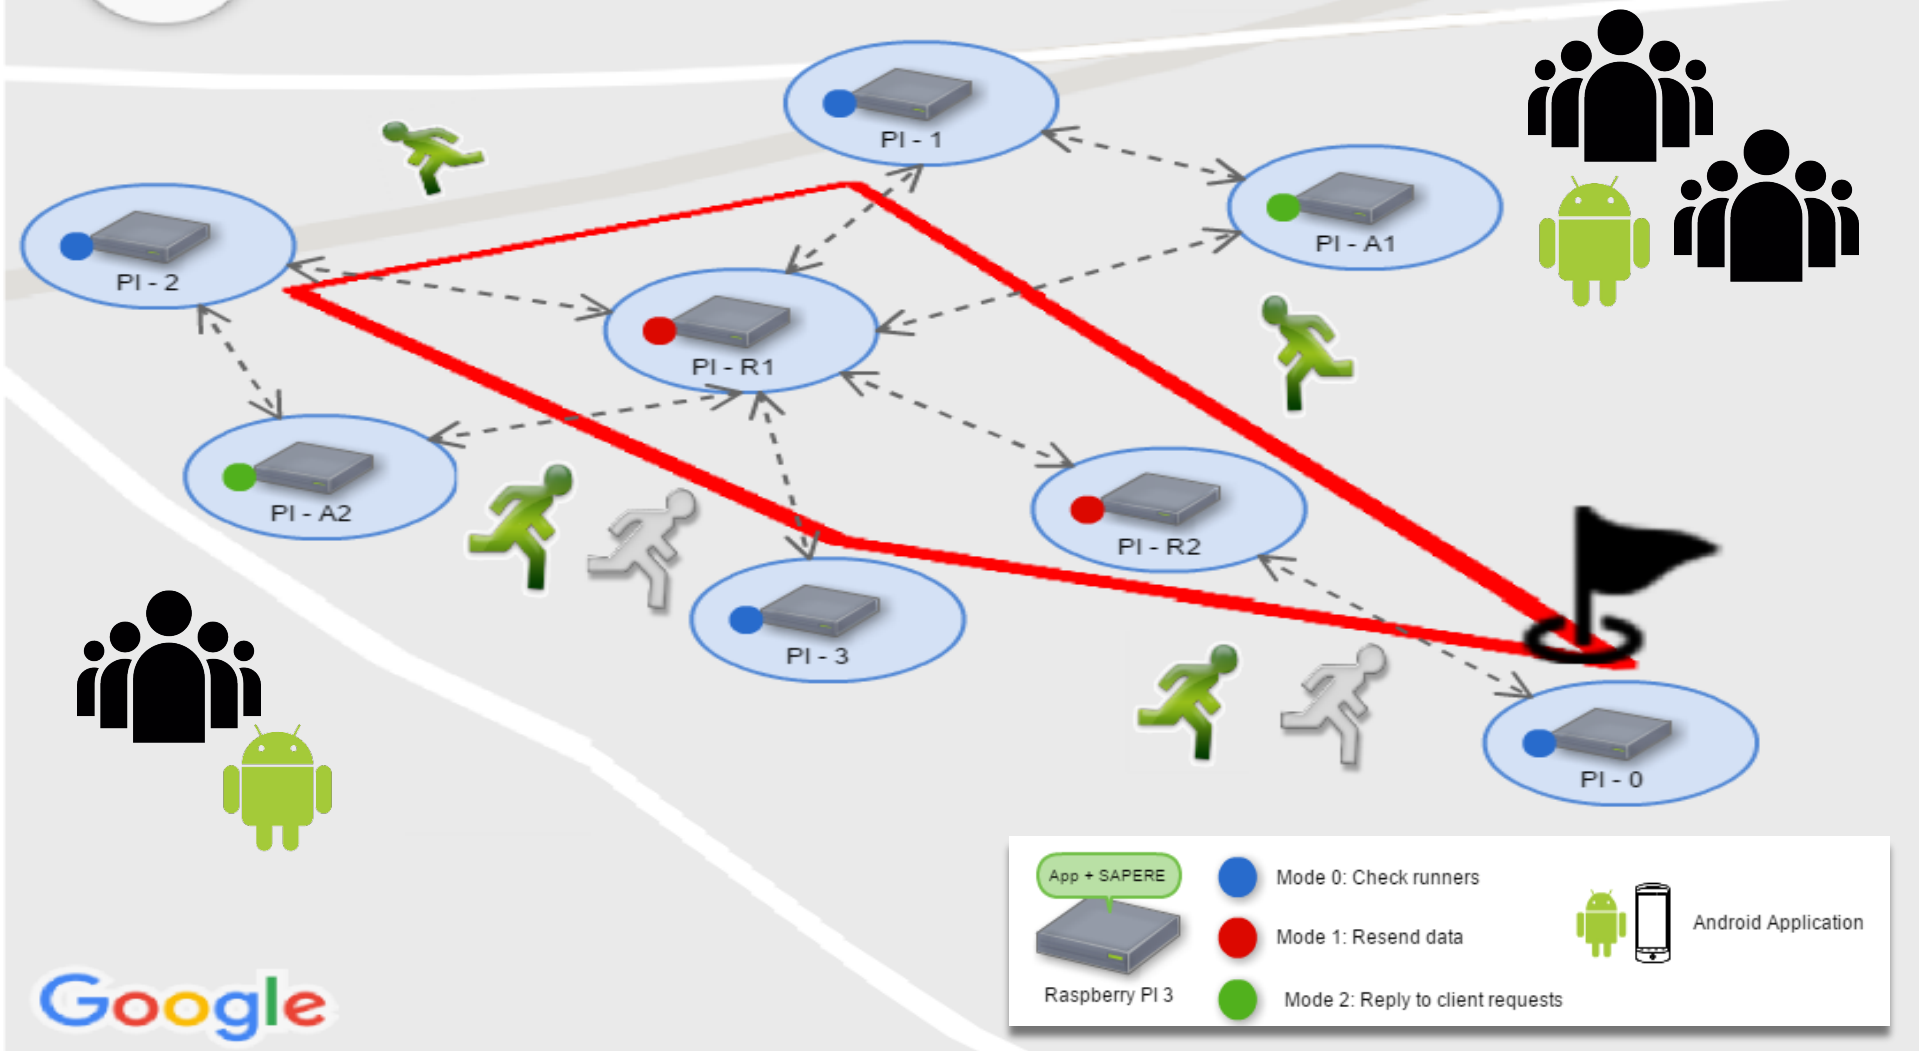 PI - 1
PI - A1
PI - 2
PI - R1
PI - A2
PI - R2
PI - 3
PI - 0
App + SAPERE
Raspberry PI 3
Mode 0: Check runners
Mode 1: Resend data
Mode 2: Reply to client requests
Android Application
Google